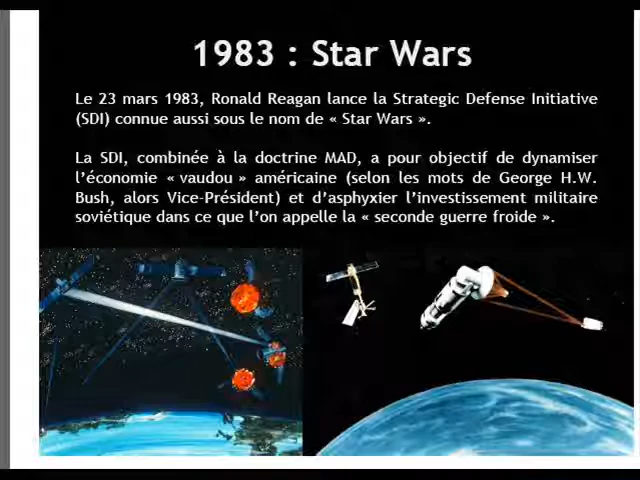 1983 : Star Wars
Le 23 mars 1983, Ronald Reagan lance la Strategic Defense Initiative
(SDI) connue aussi sous le nom de « Star Wars ».
La SDI, combinée à la doctrine MAD, a pour objectif de dynamiser
l’économie « vaudou » américaine (selon les mots de George H.W.
Bush, alors Vice-Président) et d’asphyxier l’investissement militaire
soviétique dans ce que l’on appelle la « seconde guerre froide ».